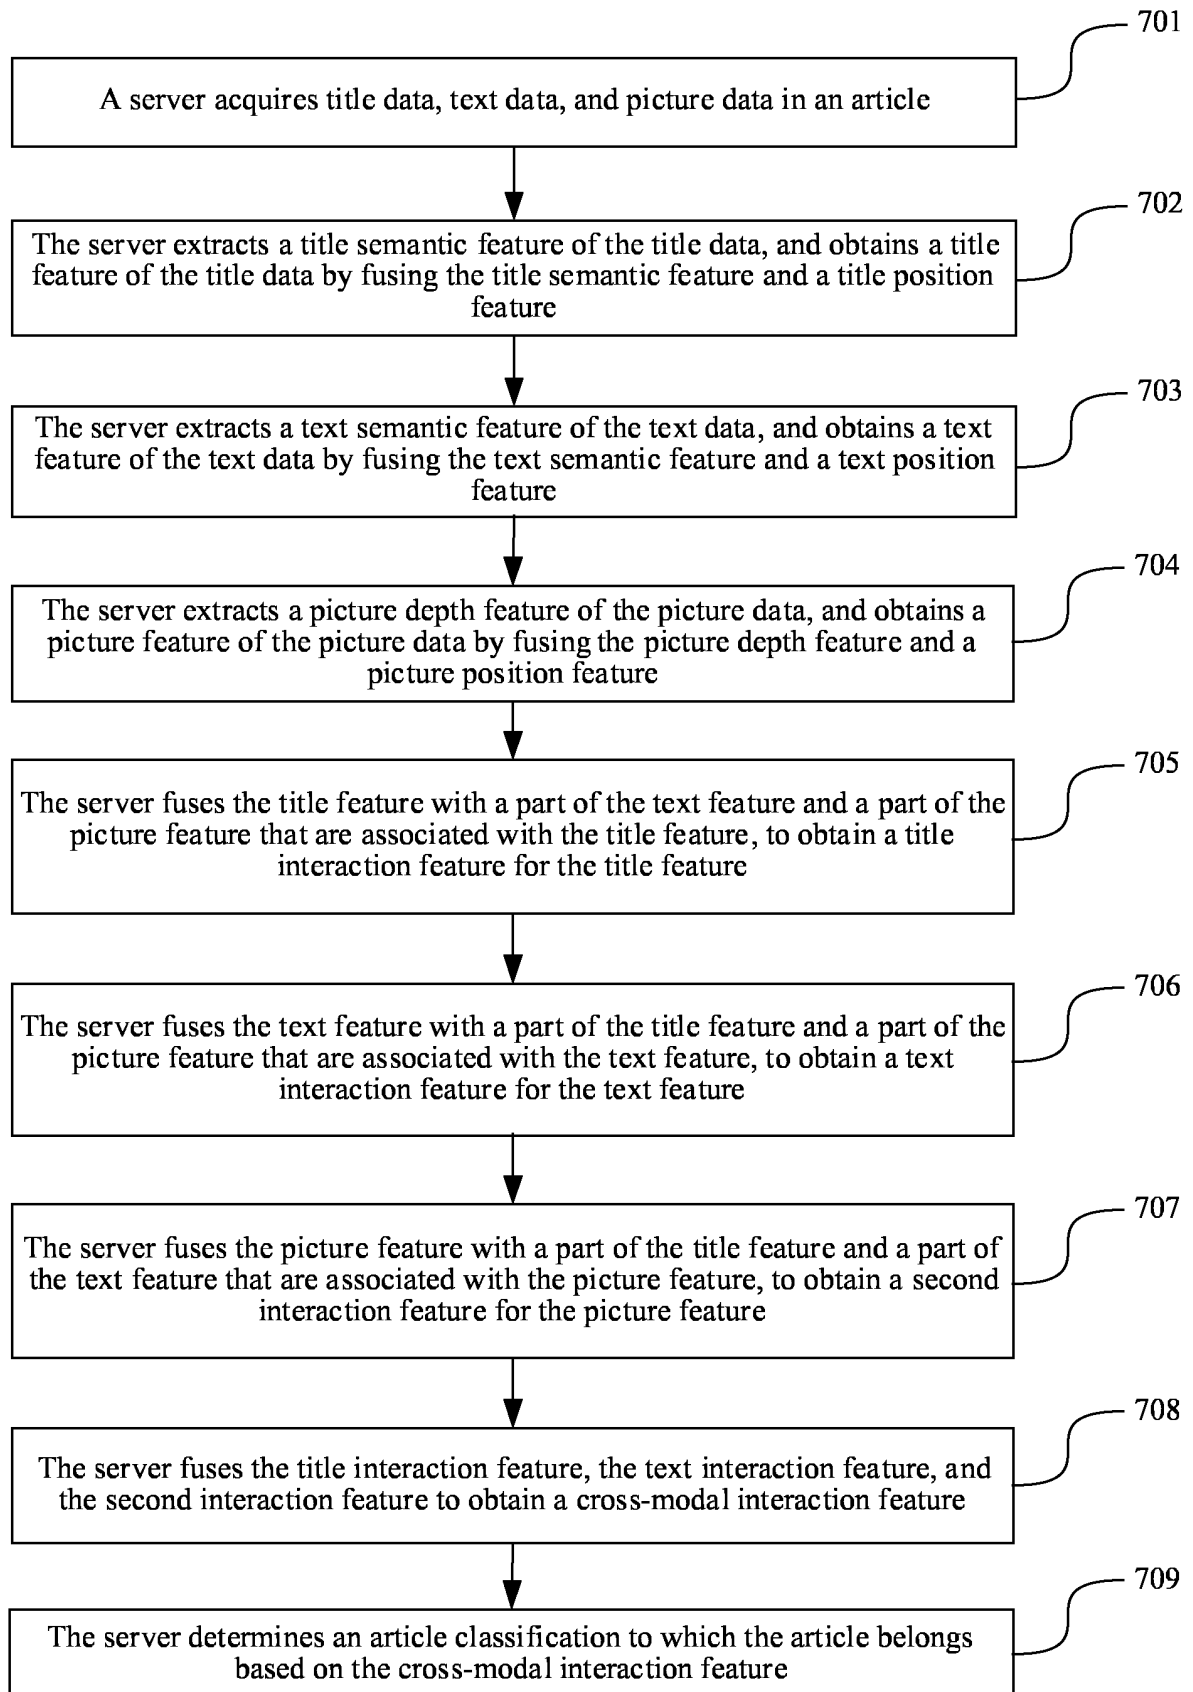 701
A server acquires title data, text data, and picture data in an article
702
The server extracts a title semantic feature of the title data, and obtains a title
feature of the title data by fusing the title semantic feature and a title position
feature
703
The server extracts a text semantic feature of the text data, and obtains a text
feature of the text data by fusing the text semantic feature and a text position
feature
704
The server extracts a picture depth feature of the picture data, and obtains a
picture feature of the picture data by fusing the picture depth feature and a
picture position feature
705
The server fuses the title feature with a part of the text feature and a part of the
picture feature that are associated with the title feature, to obtain a title
interaction feature for the title feature
706
The server fuses the text feature with a part of the title feature and a part of the
picture feature that are associated with the text feature, to obtain a text
interaction feature for the text feature
707
The server fuses the picture feature with a part of the title feature and a part of
the text feature that are associated with the picture feature, to obtain a second
interaction feature for the picture feature
708
The server fuses the title interaction feature, the text interaction feature, and
the second interaction feature to obtain a cross-modal interaction feature
709
The server determines an article classification to which the article belongs
based on the cross-modal interaction feature